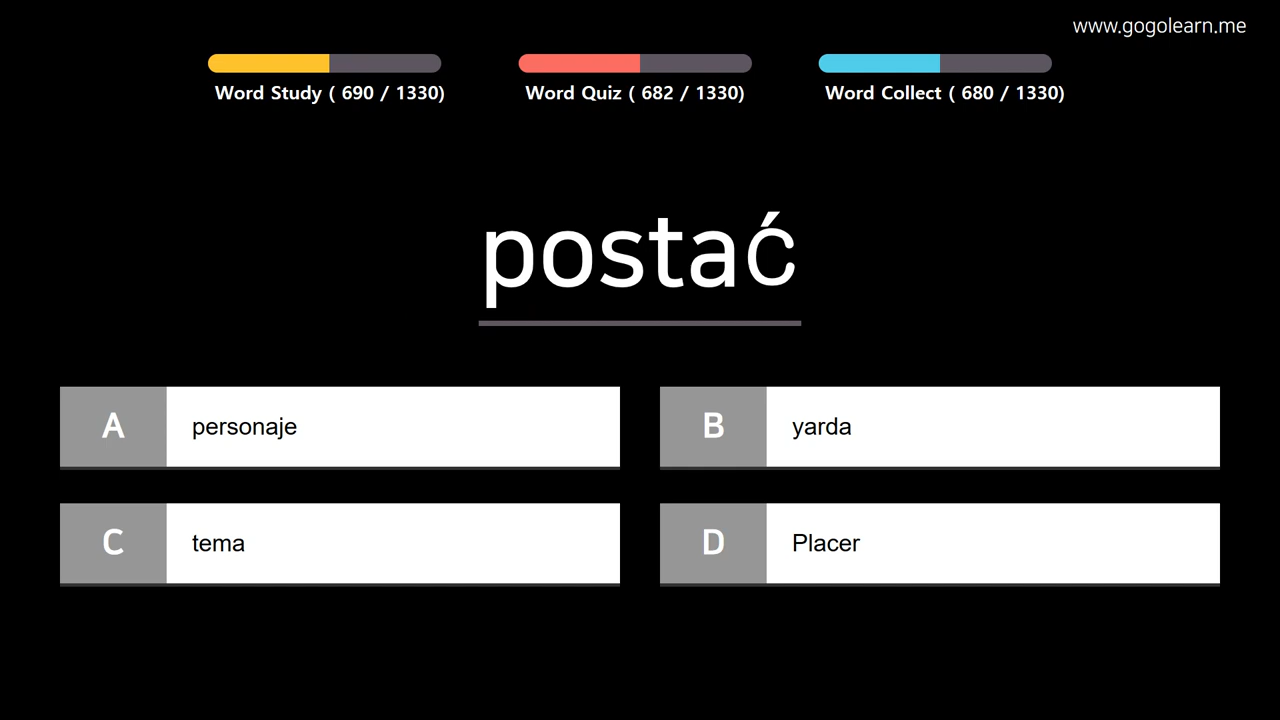 www.gogolearn.me
Word Study ( 690 / 1330)
Word Quiz ( 682 / 1330)
Word Collect ( 680 / 1330)
postać
A personaje
B yarda
C tema
D Placer